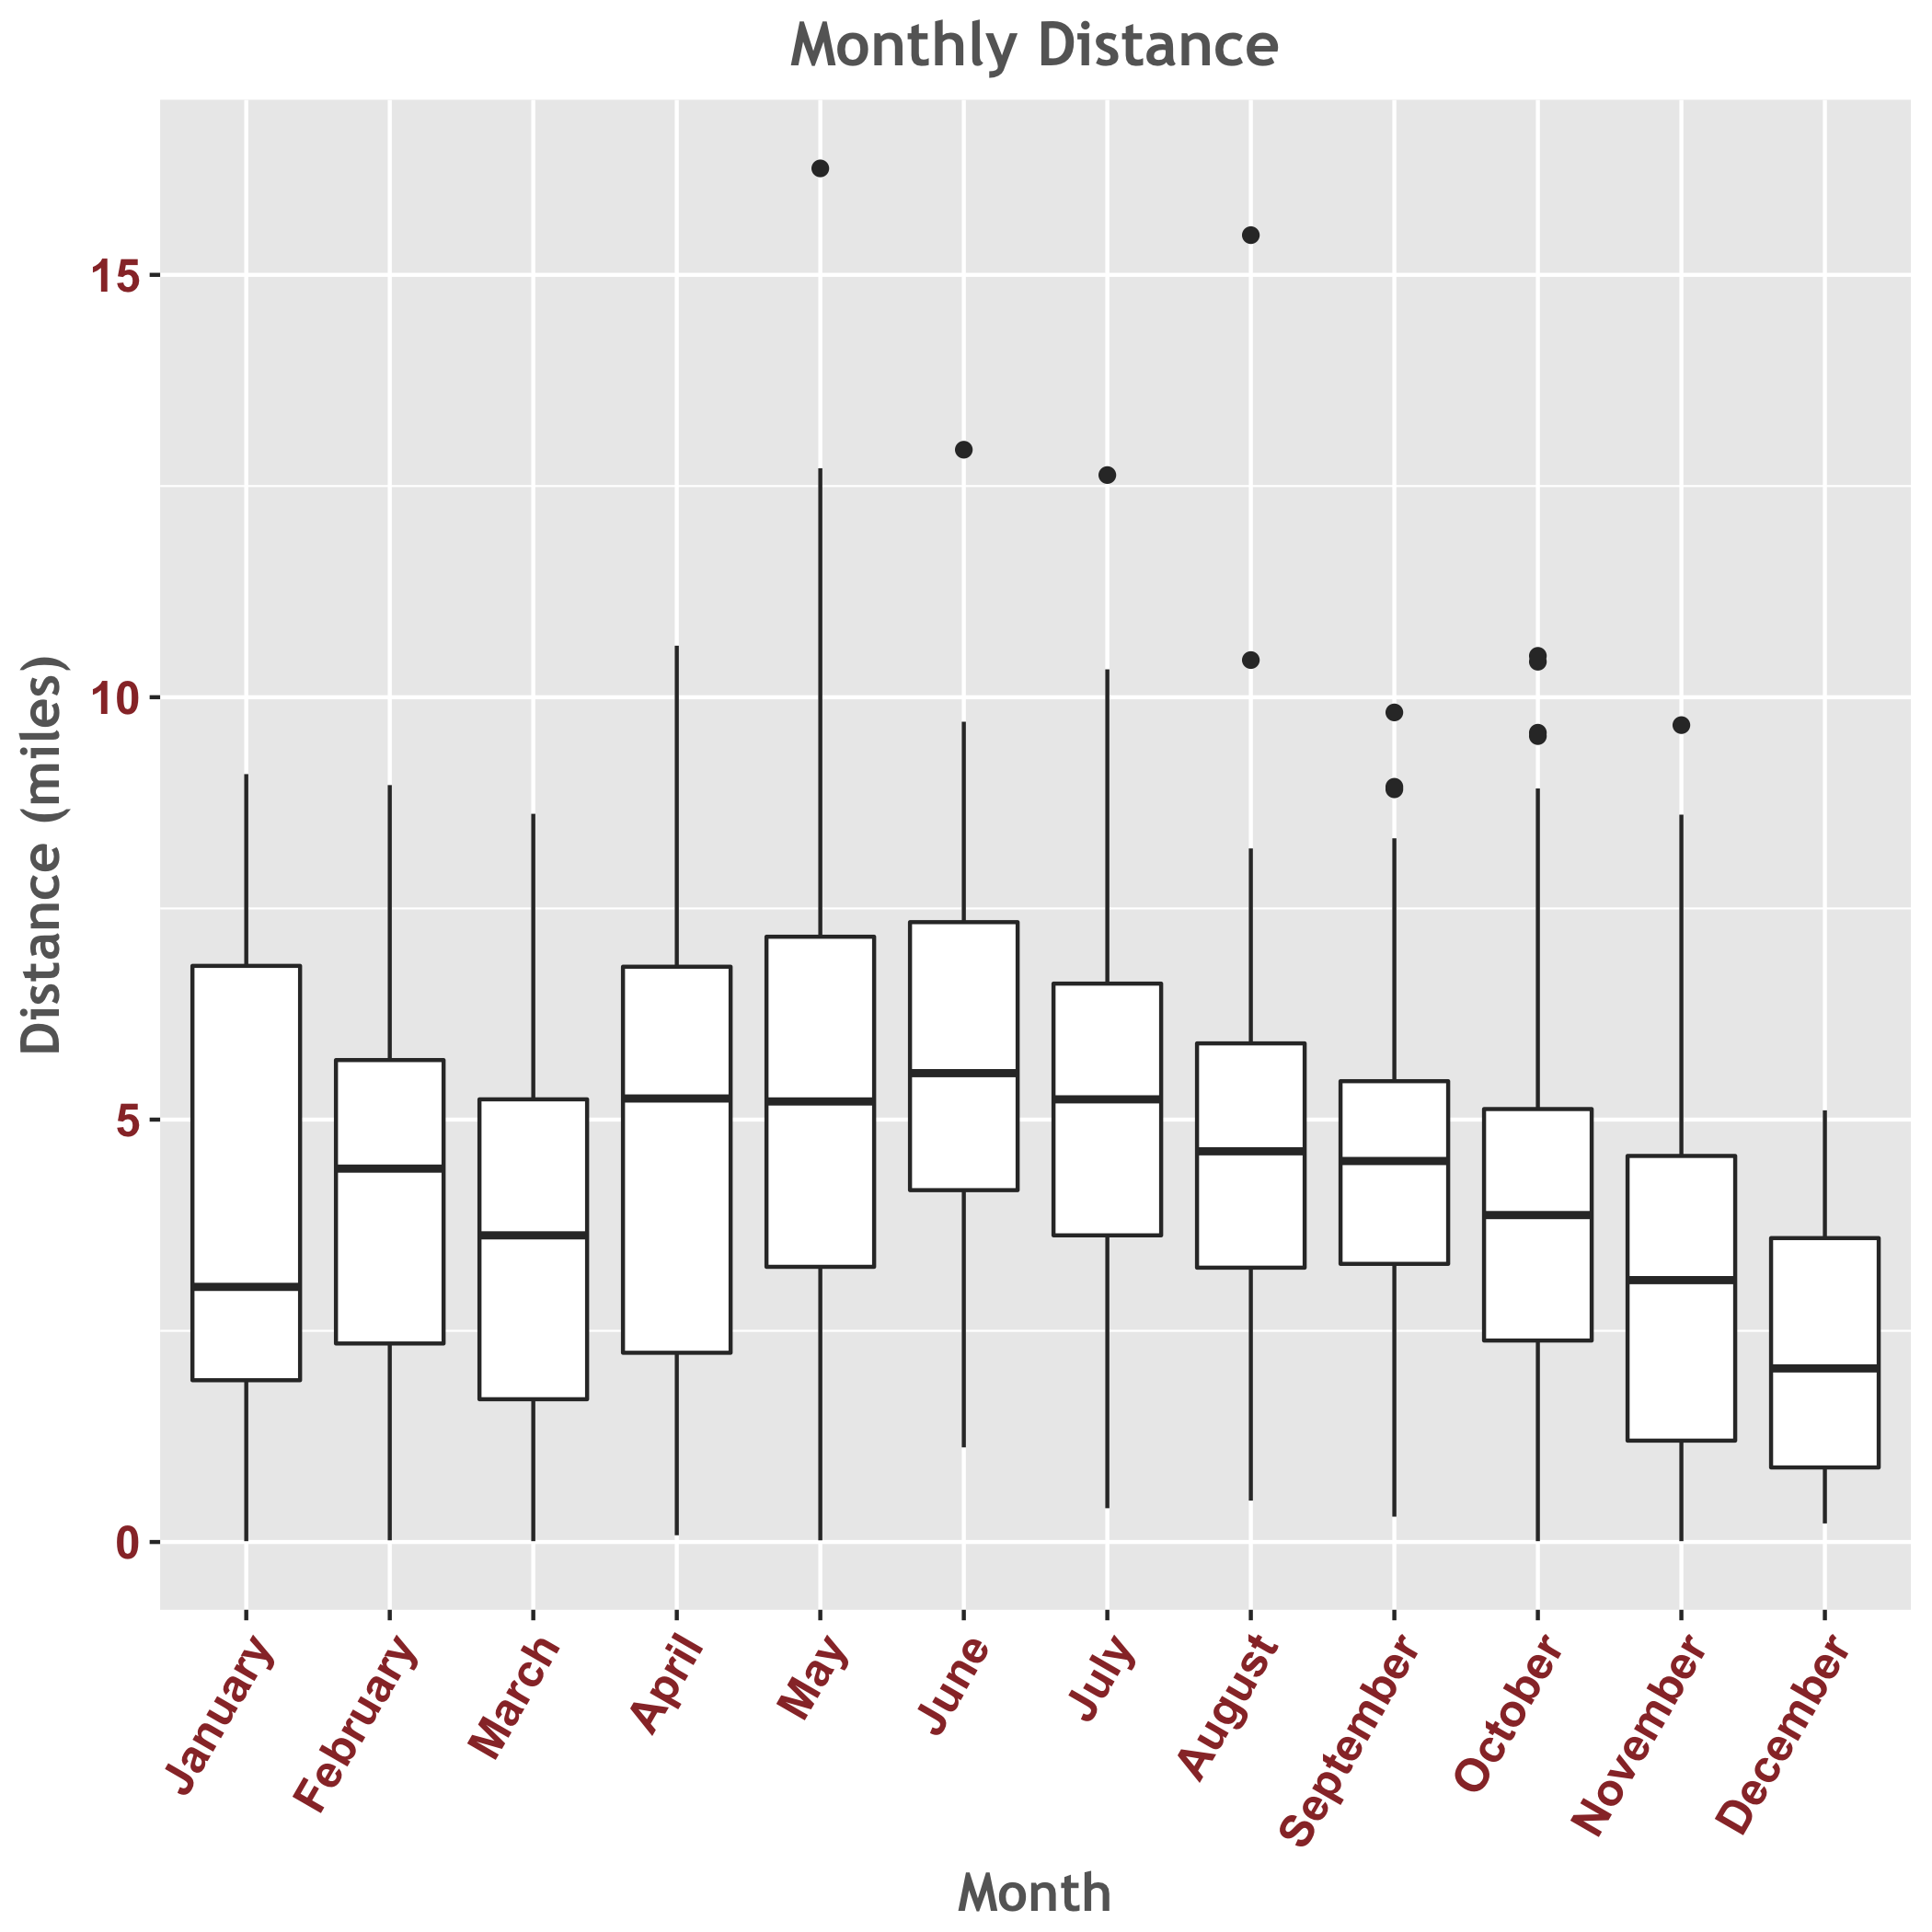 Monthly Distance
Distance (miles)
15
10
5
0
January
February
March
April
May
June
July
August
September
October
November
December
Month